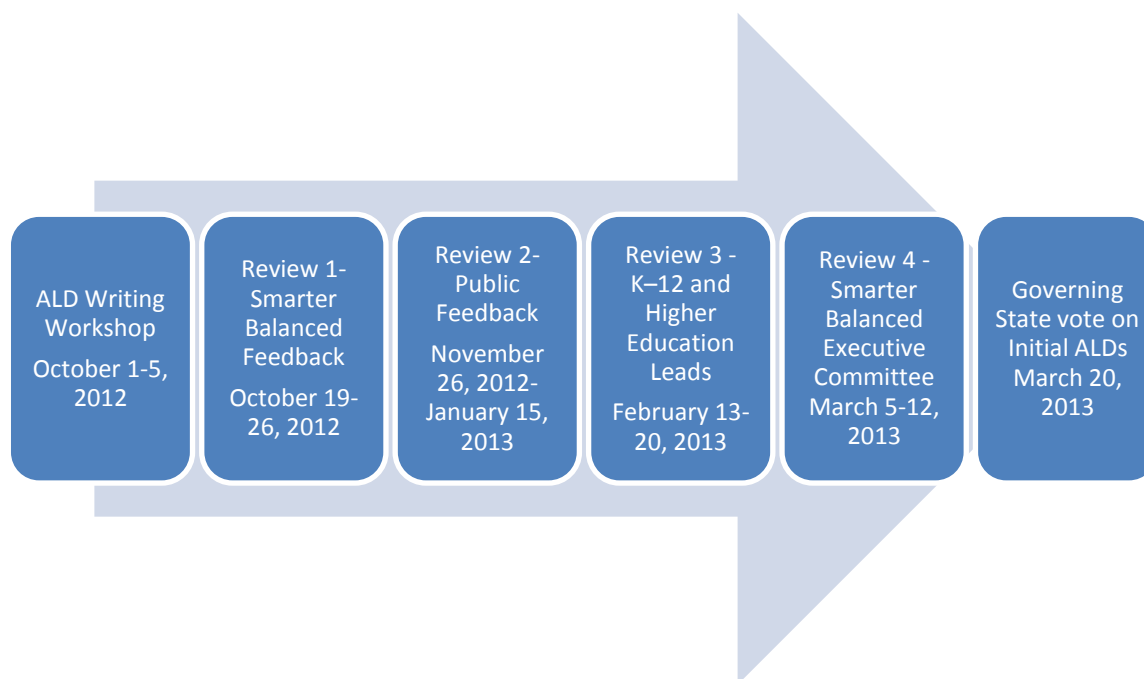 ALD Writing
Workshop
October 1-5,
2012
Review 1-
Smarter
Balanced
Feedback
October 19-
26, 2012
Review 2-
Public
Feedback
November
26, 2012-
January 15,
2013
Review 3 -
K–12 and
Higher
Education
Leads
February 13-
20, 2013
Review 4 -
Smarter
Balanced
Executive
Committee
March 5-12,
2013
Governing
State vote on
Initial ALDs
March 20,
2013